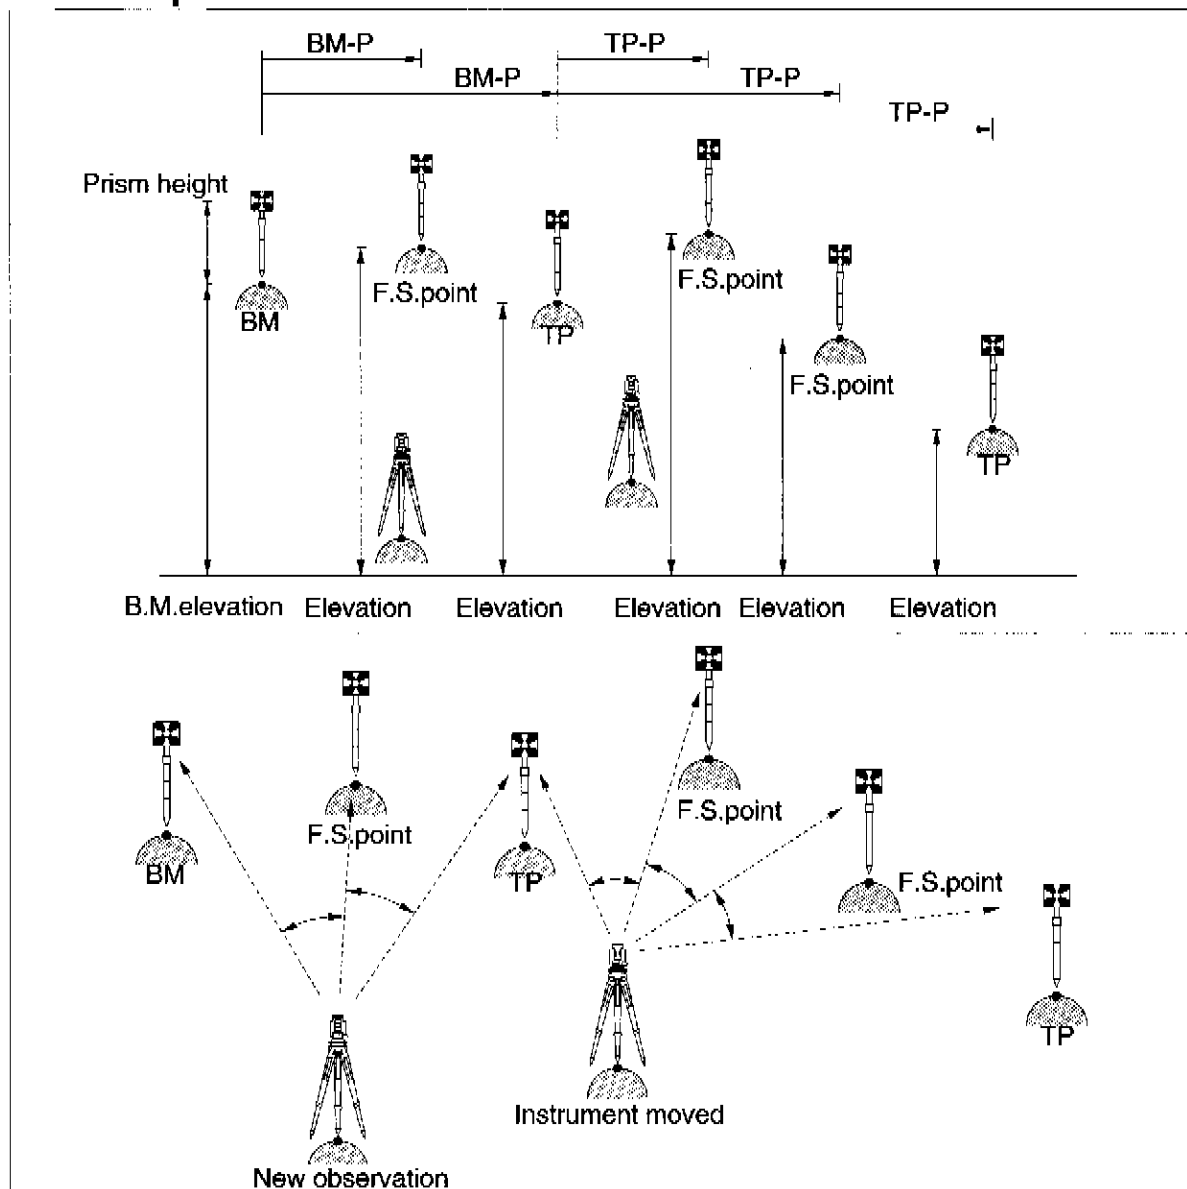 BM-P
TP-P
BM-P
TP-P
TP-P
Prism height
F.S.point
F.S.point
BM
TP
F.S.point
TP
B.M.elevation
Elevation
Elevation
Elevation
Elevation
Elevation
F.S.point
F.S.point
BM
TP
F.S.point
TP
Instrument moved
New observation